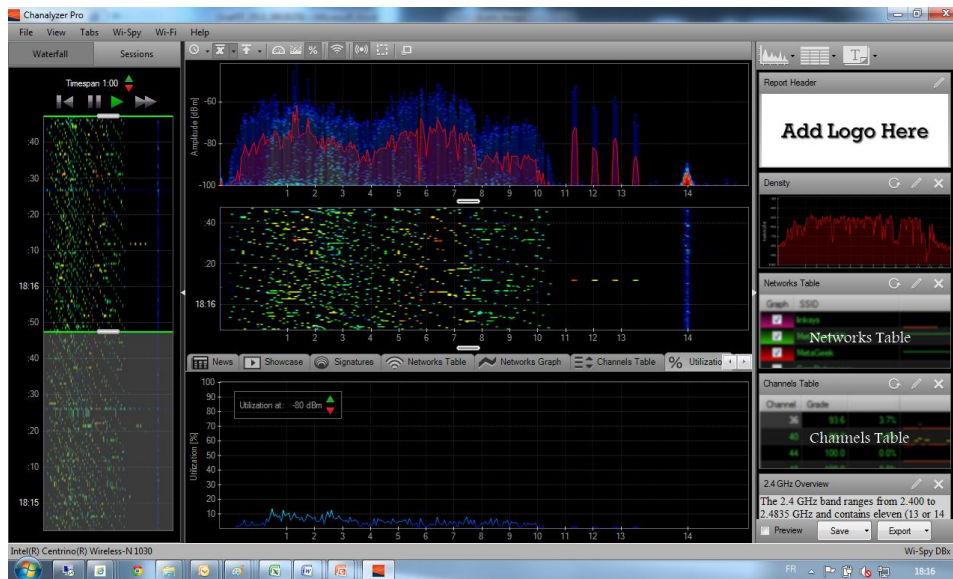 Chanalyzer Pro
File View Tabs Wi-Spy Wi-Fi Help
Waterfall Sessions
Timespan 1:00
:40
:30
:20
:10
18:16
:50
:40
:30
:20
:10
18:15
Amplitude [dBm]
-60
-80
-100
1 2 3 4 5 6 7 8 9 10 11 12 13 14
:40
:20
18:16
1 2 3 4 5 6 7 8 9 10 11 12 13 14
News Showcase Signatures Networks Table Networks Graph Channels Table % Utilizatio
Utilization [%]
100
90
80
70
60
50
40
30
20
10
Utilization at: -80 dBm
1 2 3 4 5 6 7 8 9 10 11 12 13 14
Report Header
Add Logo Here
Density
Networks Table
Graph SSID
linksys
Networks Table
MetaGeek
Channels Table
Channel Grade
36 93.6 3.7%
40
Channels Table
44 100.0 0.0%
2.4 GHz Overview
The 2.4 GHz band ranges from 2.400 to
2.4835 GHz and contains eleven (13 or 14
Preview Save Export
Intel(R) Centrino(R) Wireless-N 1030 Wi-Spy DBx
FR 18:16